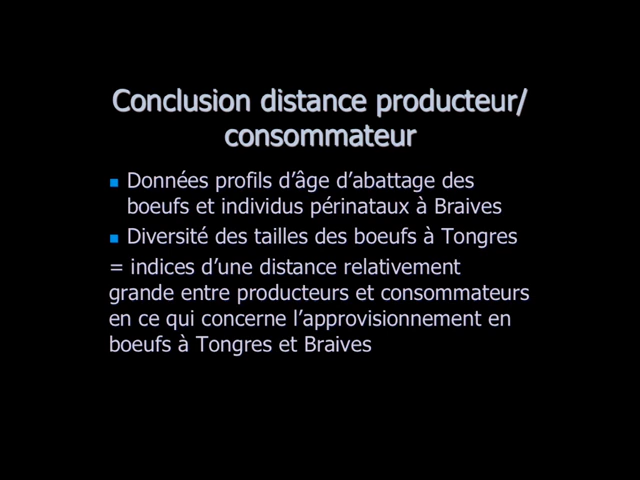 Conclusion distance producteur/
consommateur
Données profils d’âge d’abattage des
boeufs et individus périnataux à Braives
Diversité des tailles des boeufs à Tongres
= indices d’une distance relativement
grande entre producteurs et consommateurs
en ce qui concerne l’approvisionnement en
boeufs à Tongres et Braives